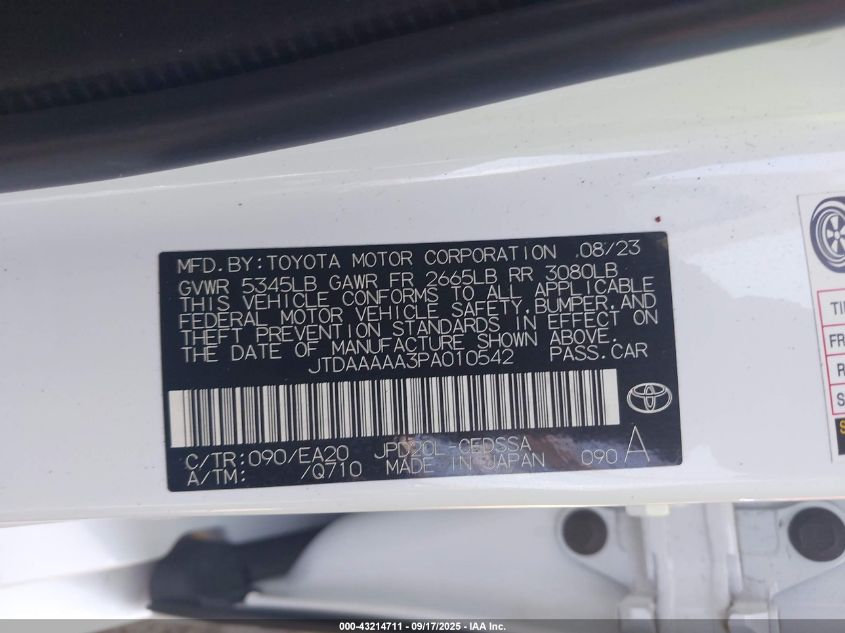 MFD.BY:TOYOTA MOTOR CORPORATION 08/23
GVWR 5345LB GAWR FR 2665LB RR 3080LB
THIS VEHICLE CONFORMS TO ALL APPLICABLE
FEDERAL MOTOR VEHICLE SAFETY,BUMPER,AND
THEFT PREVENTION STANDARDS IN EFFECT ON
THE DATE OF MANUFACTURE SHOWN ABOVE.
JTDAAAAA3PA010542 PASS.CAR
C/TR:090/EA20 JPD20L-CEDSSA
A/TM: /Q710 MADE IN JAPAN 090 A
TI
FR
R
S
000-43214711 - 09/17/2025 - IAA Inc.